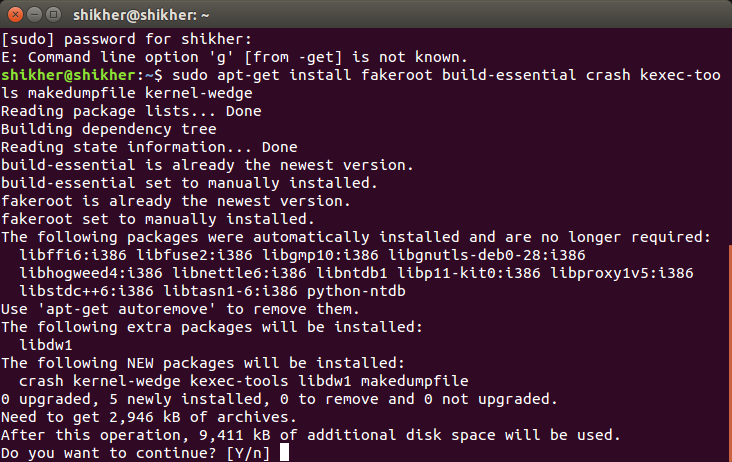 shikher@shikher: ~
[sudo] password for shikher:
E: Command line option 'g' [from -get] is not known.
shikher@shikher:~$ sudo apt-get install fakeroot build-essential crash kexec-too
ls makedumpfile kernel-wedge
Reading package lists... Done
Building dependency tree
Reading state information... Done
build-essential is already the newest version.
build-essential set to manually installed.
fakeroot is already the newest version.
fakeroot set to manually installed.
The following packages were automatically installed and are no longer required:
  libffi6:i386 libfuse2:i386 libgmp10:i386 libgnutls-deb0-28:i386
  libhogweed4:i386 libnettle6:i386 libntdb1 libp11-kit0:i386 libproxy1v5:i386
  libstdc++6:i386 libtasn1-6:i386 python-ntdb
Use 'apt-get autoremove' to remove them.
The following extra packages will be installed:
  libdw1
The following NEW packages will be installed:
  crash kernel-wedge kexec-tools libdw1 makedumpfile
0 upgraded, 5 newly installed, 0 to remove and 0 not upgraded.
Need to get 2,946 kB of archives.
After this operation, 9,411 kB of additional disk space will be used.
Do you want to continue? [Y/n]